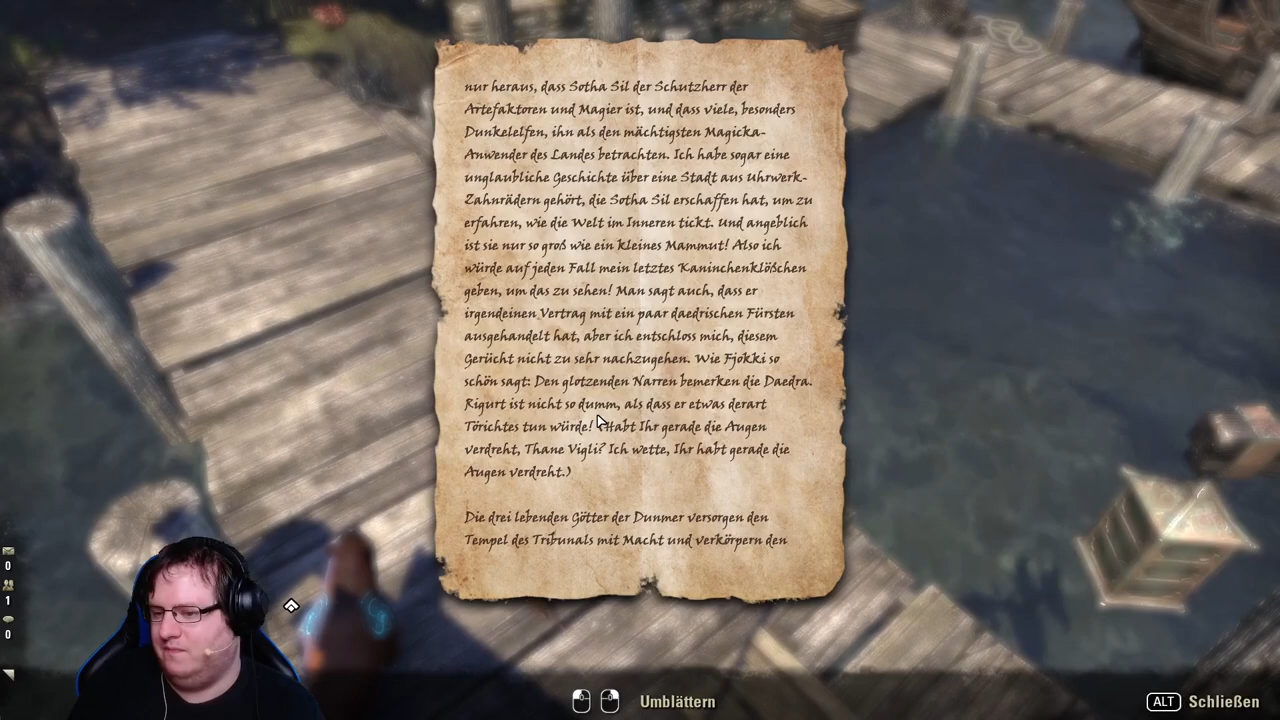 nur heraus, dass Sotha Sil der Schutzherr der
Artefaktoren und Magier ist, und dass viele, besonders
Dunkelelfen, ihn als den mächtigsten Magicka-
Anwender des Landes betrachten. Ich habe sogar eine
unglaubliche Geschichte über eine Stadt aus Uhrwerk-
Zahnrädern gehört, die Sotha Sil erschaffen hat, um zu
erfahren, wie die Welt im Inneren tickt. Und angeblich
ist sie nur so groß wie ein kleines Mammut! Also ich
würde auf jeden Fall mein letztes Kaninchenklößchen
geben, um das zu sehen! Man sagt auch, dass er
irgendeinen Vertrag mit ein paar daedrischen Fürsten
ausgehandelt hat, aber ich entschloss mich, diesem
Gerücht nicht zu sehr nachzugehen. Wie Fjokki so
schön sagt: Den glotzenden Narren bemerken die Daedra.
Rigurt ist nicht so dumm, als dass er etwas derart
Törichtes tun würde! (Habt Ihr gerade die Augen
verdreht, Thane Vigli? Ich wette, Ihr habt gerade die
Augen verdreht.)
Die drei lebenden Götter der Dunmer versorgen den
Tempel des Tribunals mit Macht und verkörpern den
0
1
0
Umblättern
ALT Schließen